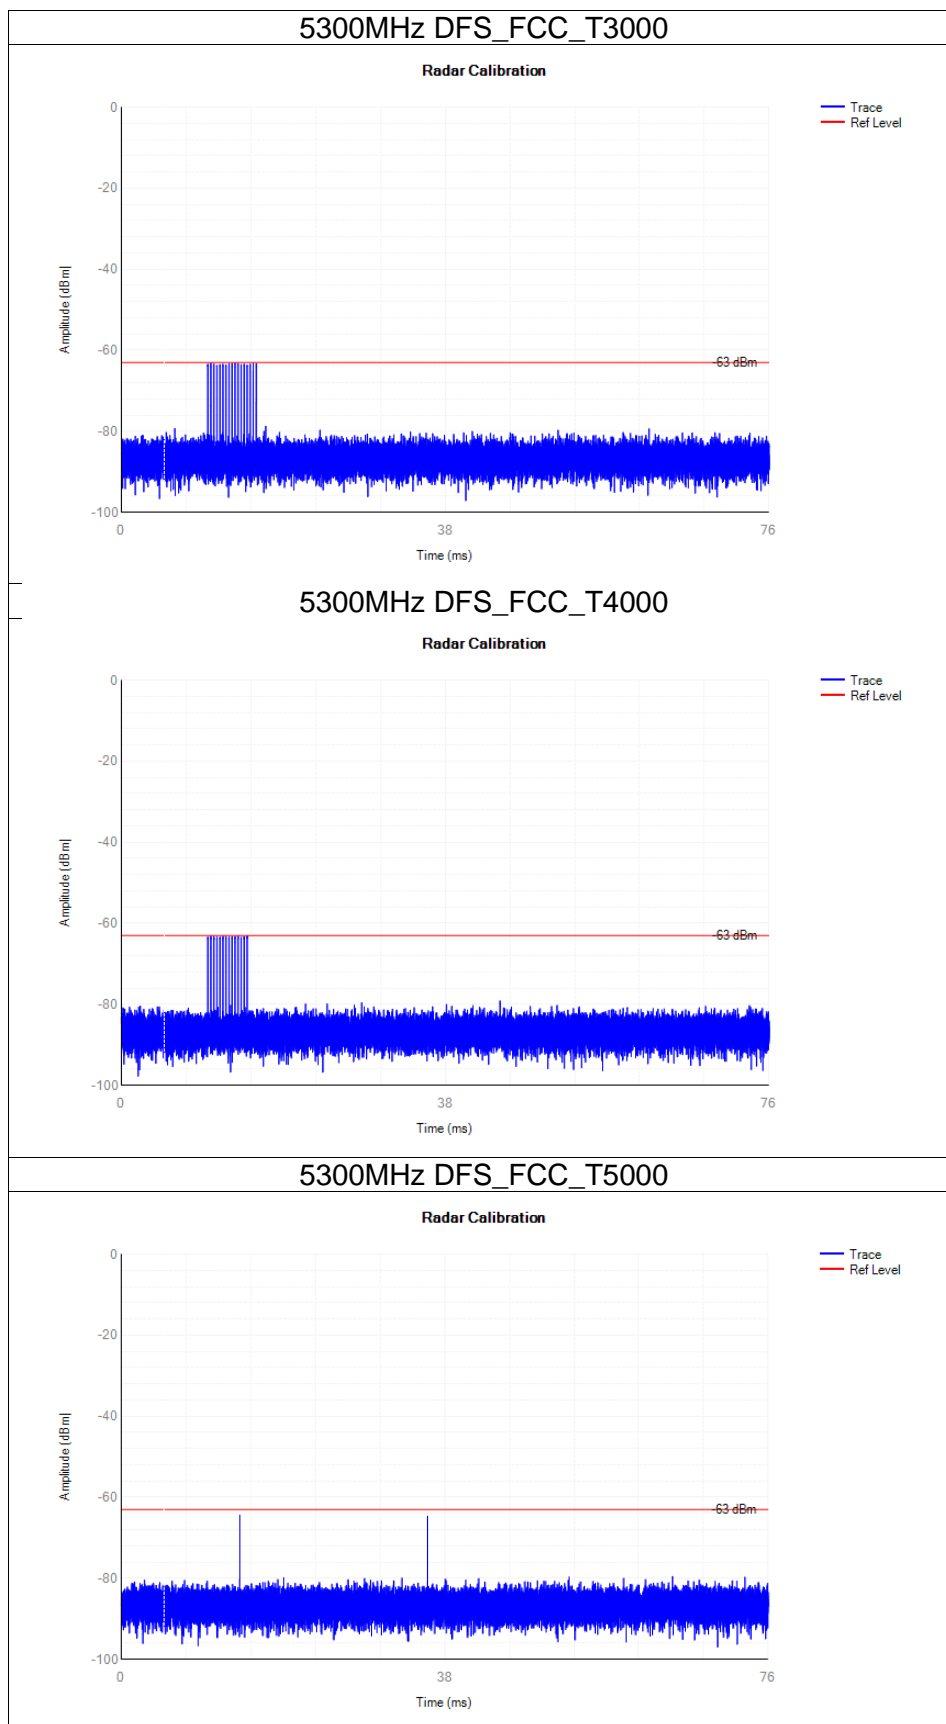 5300MHz DFS_FCC_T3000
Radar Calibration
Trace
Ref Level
0
-20
-40
-60
-80
-100
Amplitude [dBm]
-63 dBm
0 38 76
Time (ms)
5300MHz DFS_FCC_T4000
Radar Calibration
Trace
Ref Level
0
-20
-40
-60
-80
-100
Amplitude [dBm]
-63 dBm
0 38 76
Time (ms)
5300MHz DFS_FCC_T5000
Radar Calibration
Trace
Ref Level
0
-20
-40
-60
-80
-100
Amplitude [dBm]
-63 dBm
0 38 76
Time (ms)